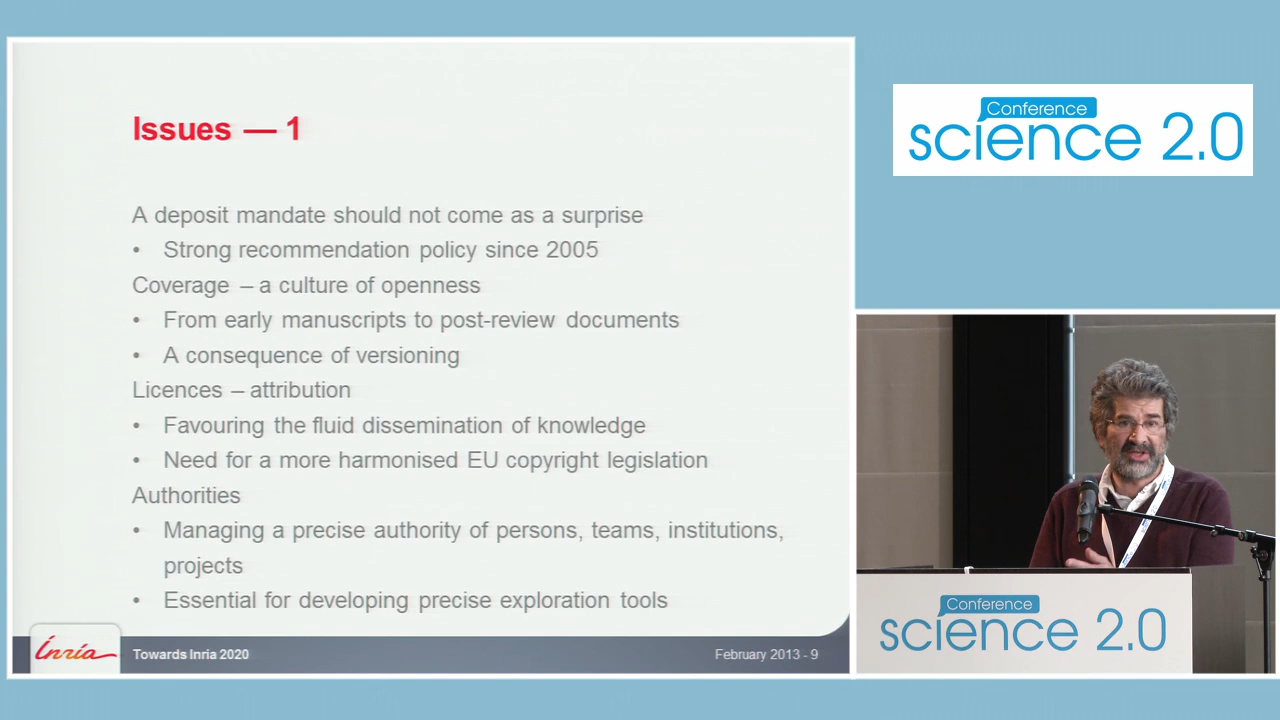 Issues — 1
A deposit mandate should not come as a surprise
• Strong recommendation policy since 2005
Coverage – a culture of openness
• From early manuscripts to post-review documents
• A consequence of versioning
Licences – attribution
• Favouring the fluid dissemination of knowledge
• Need for a more harmonised EU copyright legislation
Authorities
• Managing a precise authority of persons, teams, institutions,
projects
• Essential for developing precise exploration tools
Inria
Towards Inria 2020
February 2013 - 9
Conference
science 2.0
Conference
science 2.0